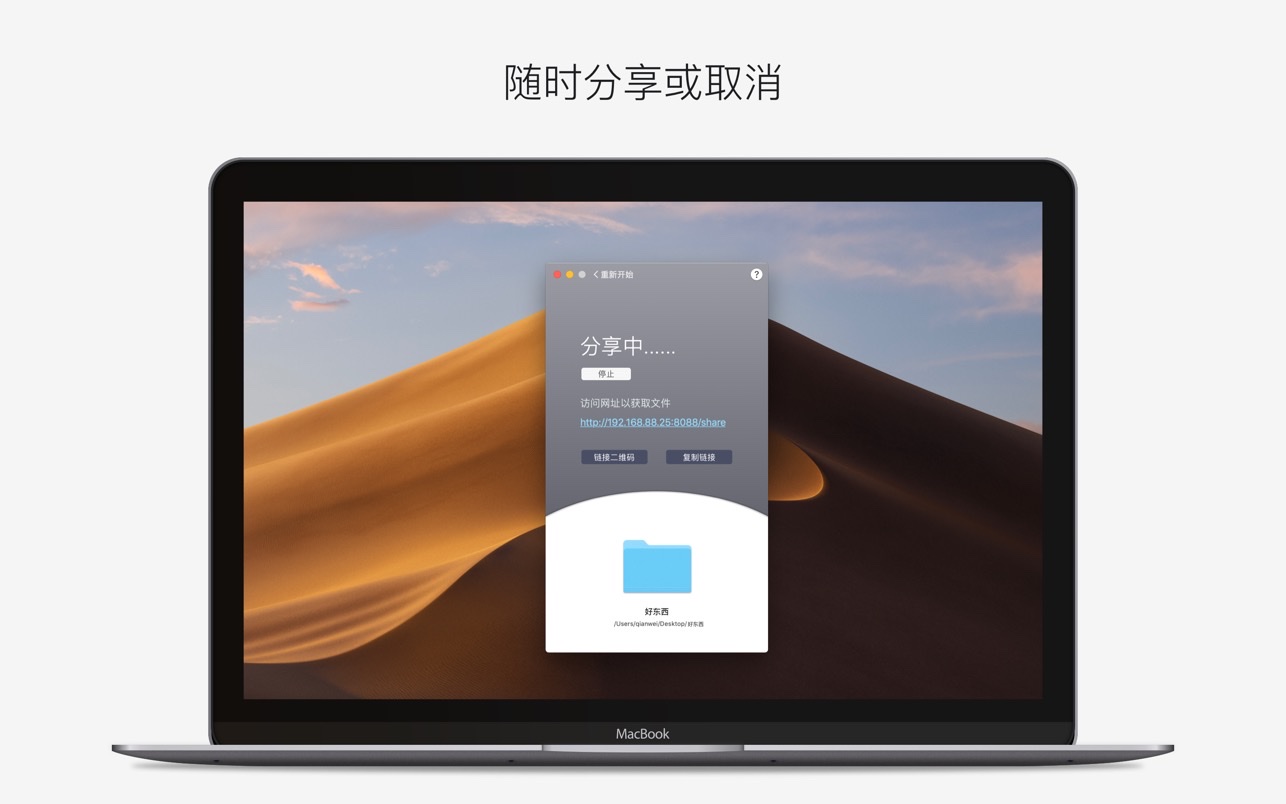 随时分享或取消
重新开始
?
分享中......
停止
访问网址以获取文件
http://192.168.88.25:8088/share
链接二维码
复制链接
好东西
/Users/qianwei/Desktop/好东西
MacBook